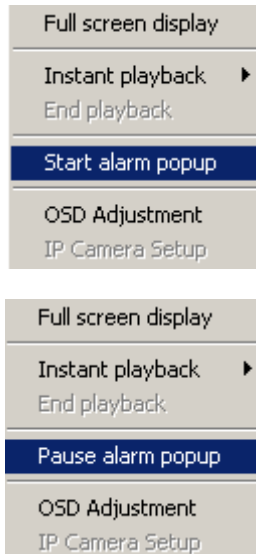 Full screen display
Instant playback
End playback
Start alarm popup
OSD Adjustment
IP Camera Setup
Full screen display
Instant playback
End playback
Pause alarm popup
OSD Adjustment
IP Camera Setup